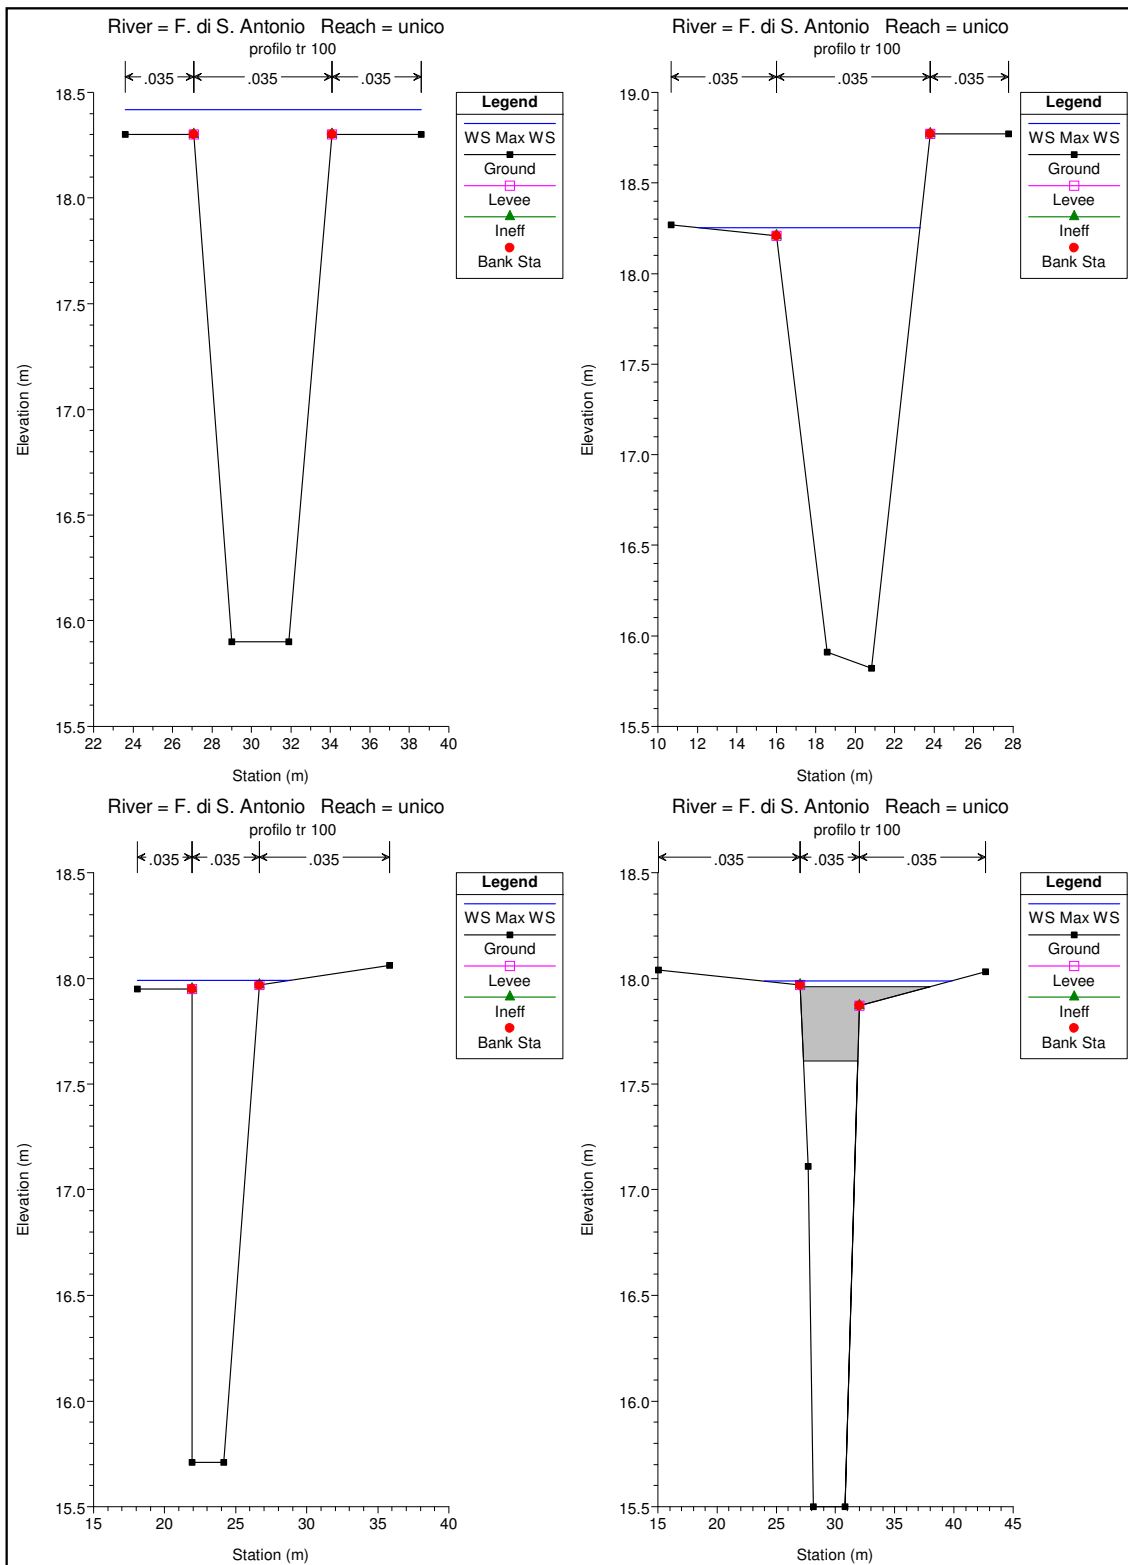 River = F. di S. Antonio   Reach = unico
profilo tr 100
.035 .035 .035
18.5
18.0
17.5
17.0
16.5
16.0
15.5
Elevation (m)
22 24 26 28 30 32 34 36 38 40
Station (m)
Legend
WS Max WS
Ground
Levee
Ineff
Bank Sta
River = F. di S. Antonio   Reach = unico
profilo tr 100
.035 .035 .035
19.0
18.5
18.0
17.5
17.0
16.5
16.0
15.5
Elevation (m)
10 12 14 16 18 20 22 24 26 28
Station (m)
Legend
WS Max WS
Ground
Levee
Ineff
Bank Sta
River = F. di S. Antonio   Reach = unico
profilo tr 100
.035 .035 .035
18.5
18.0
17.5
17.0
16.5
16.0
15.5
Elevation (m)
15 20 25 30 35 40
Station (m)
Legend
WS Max WS
Ground
Levee
Ineff
Bank Sta
River = F. di S. Antonio   Reach = unico
profilo tr 100
.035 .035 .035
18.5
18.0
17.5
17.0
16.5
16.0
15.5
Elevation (m)
15 20 25 30 35 40 45
Station (m)
Legend
WS Max WS
Ground
Levee
Ineff
Bank Sta